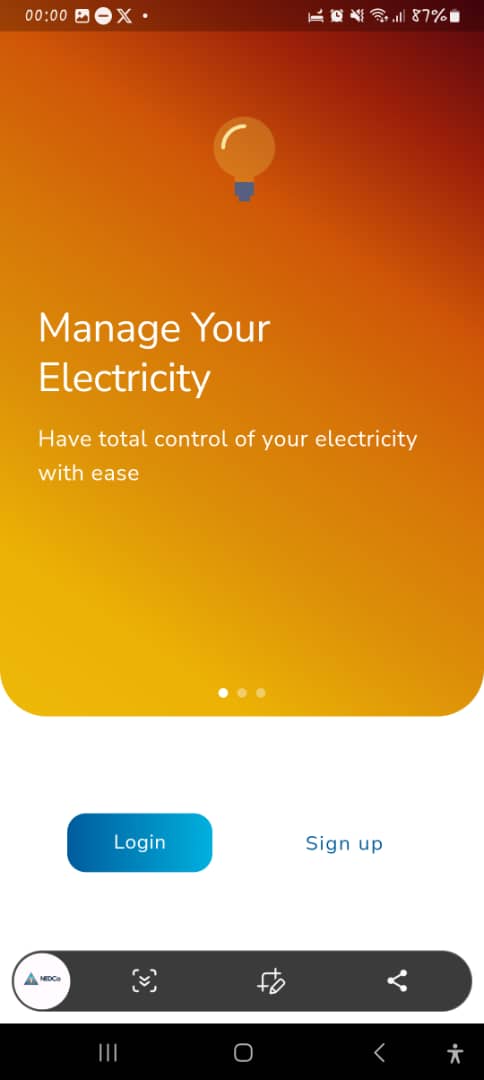 00:00
87%
Manage Your
Electricity
Have total control of your electricity
with ease
Login
Sign up
NEDCo